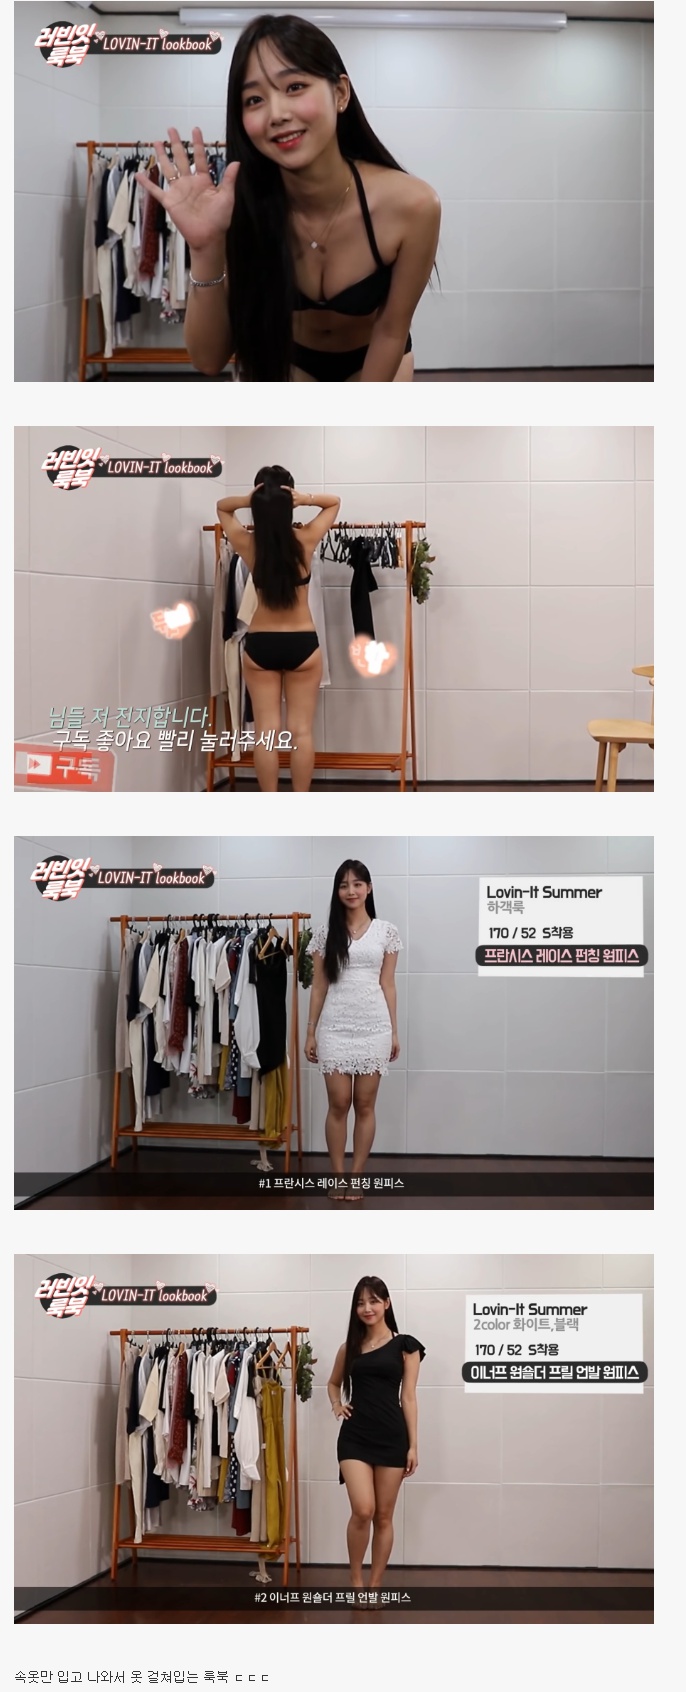 러빈잇
룩북
LOVIN-IT lookbook
러빈잇
룩북
LOVIN-IT lookbook
님들 저 전지합니다.
구독 좋아요 빨리 눌러주세요.
구독
러빈잇
룩북
LOVIN-IT lookbook
Lovin-It Summer
하객룩
170 / 52 S착용
프란시스 레이스 펀칭 원피스
#1 프란시스 레이스 펀칭 원피스
러빈잇
룩북
LOVIN-IT lookbook
Lovin-It Summer
2color 화이트,블랙
170 / 52 S착용
이너프 원숄더 프릴 언발 원피스
#2 이너프 원숄더 프릴 언발 원피스
속옷만 입고 나와서 옷 걸쳐입는 룩북 ㄷㄷㄷ